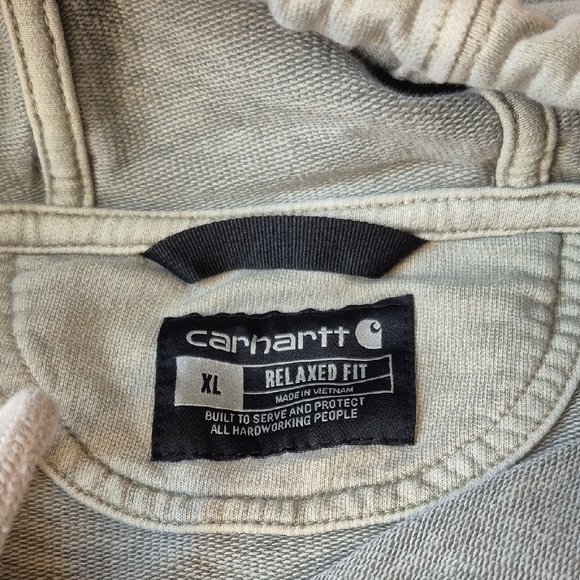 carhartt
XL
RELAXED FIT
MADE IN VIETNAM
BUILT TO SERVE AND PROTECT
ALL HARDWORKING PEOPLE